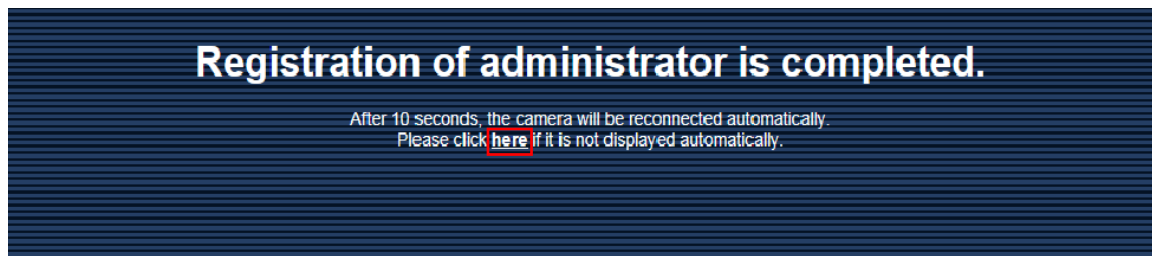 Registration of administrator is completed.
After 10 seconds, the camera will be reconnected automatically.
Please click here if it is not displayed automatically.